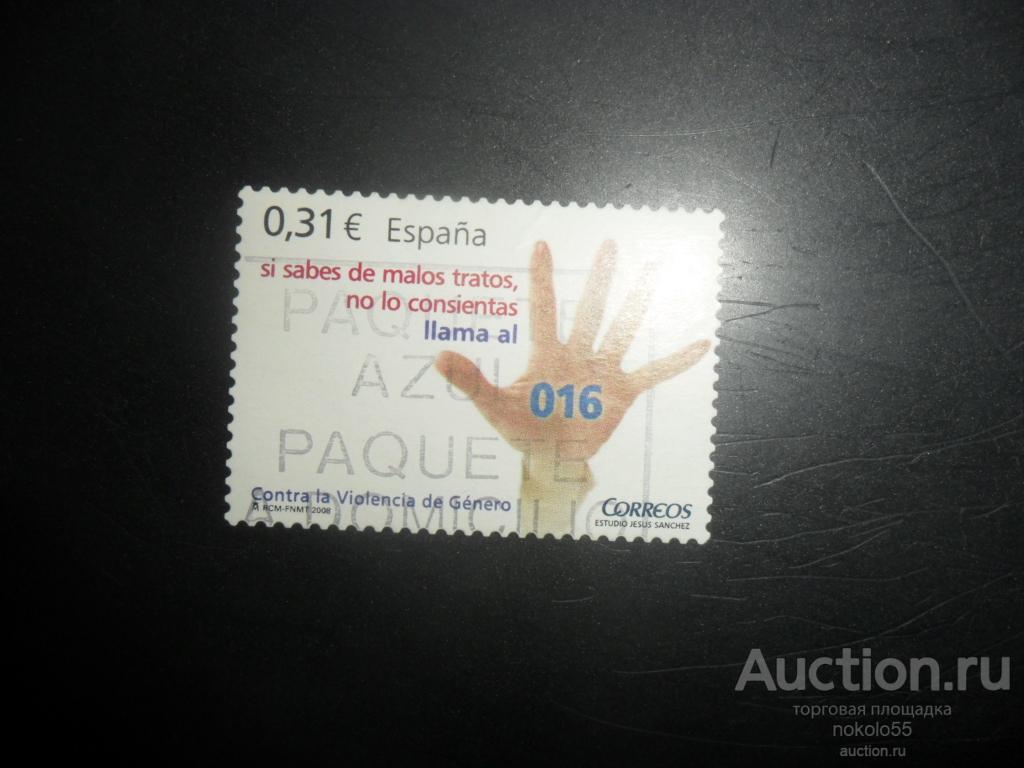 0,31 € España
si sabes de malos tratos,
no lo consientas
llama al
016
PAQUETE
AZUL
PAQUETE
A DOMICILIO
Contra la Violencia de Género
RCM-FNMT 2008
CORREOS
ESTUDIO JESUS SANCHEZ
Auction.ru
торговая площадка
nokolo55
auction.ru